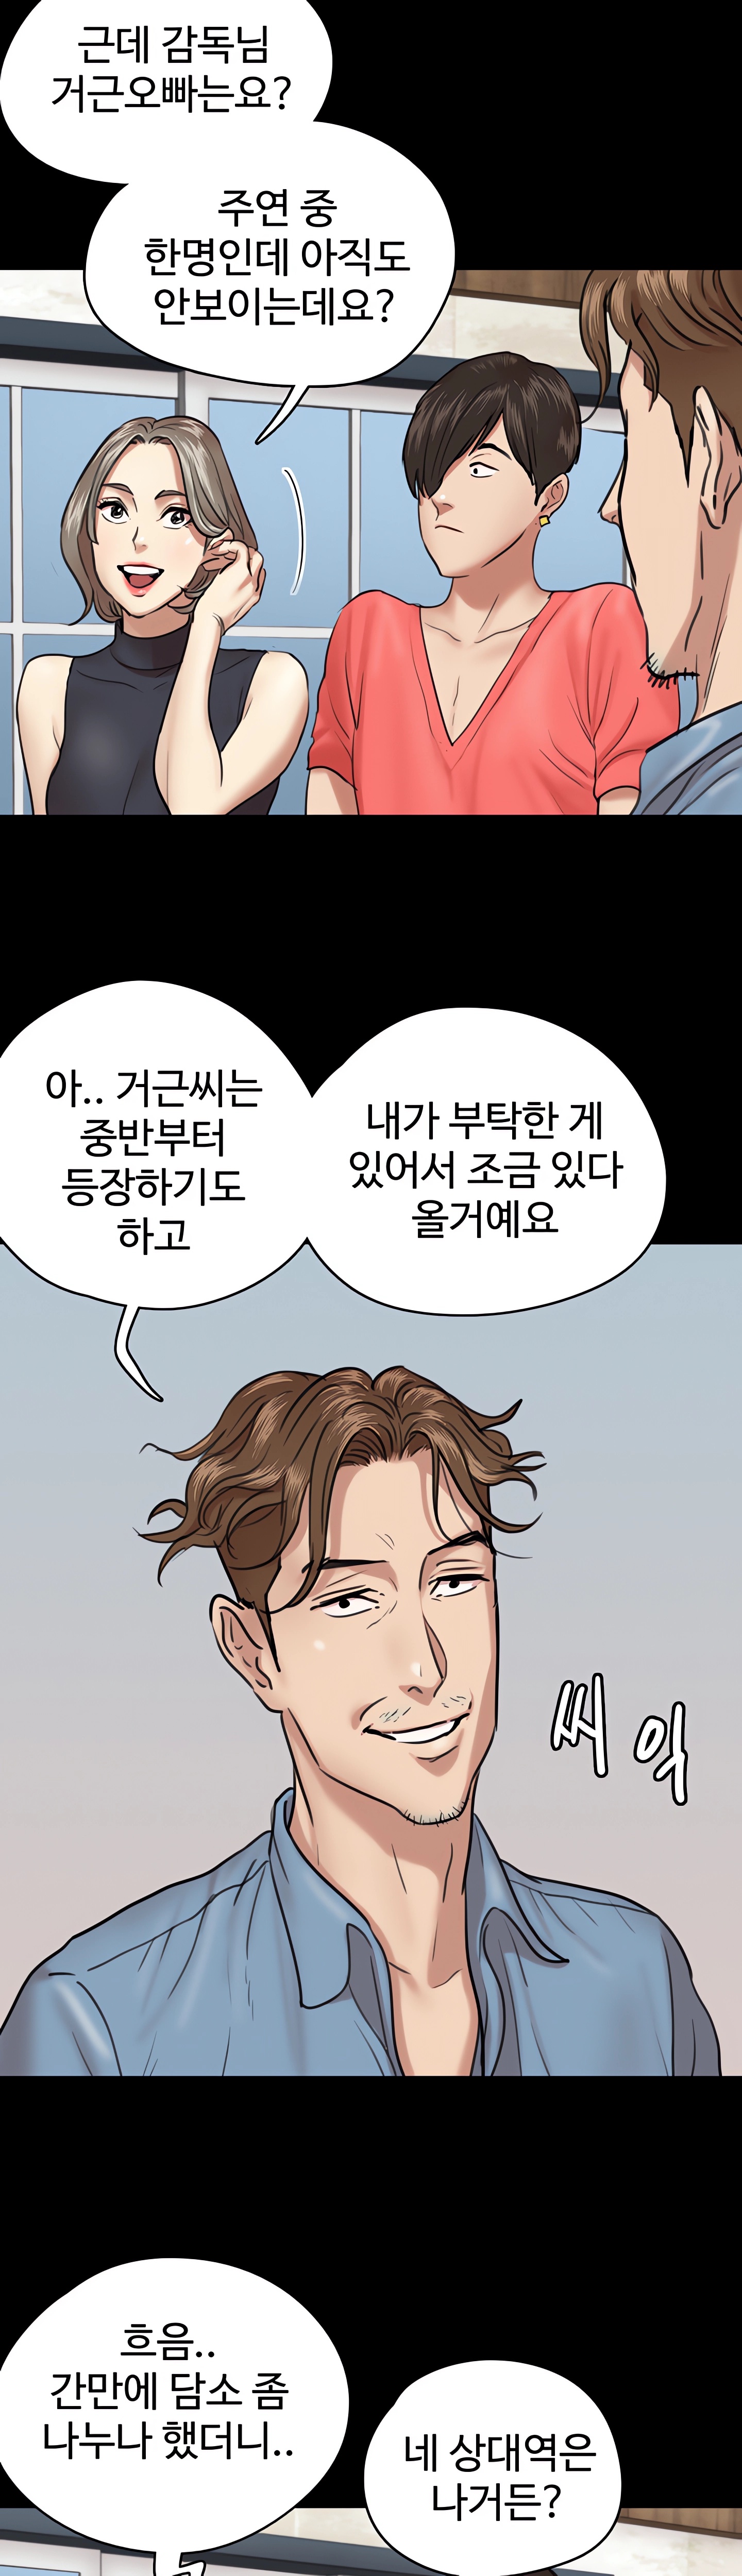 근데 감독님
거근오빠는요?
주연 중
한명인데 아직도
안보이는데요?
아.. 거근씨는
중반부터
등장하기도
하고
내가 부탁한 게
있어서 조금 있다
올거예요
씨익
흐음..
간만에 담소 좀
나누나 했더니..
네 상대역은
나거든?